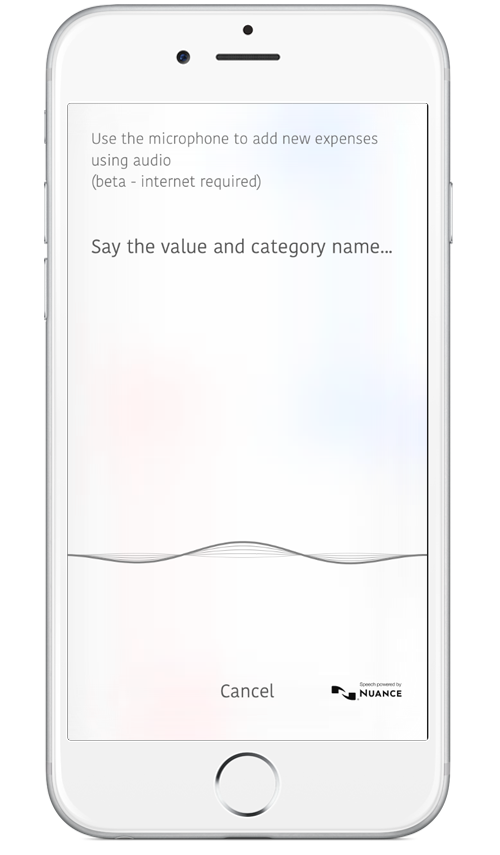 Use the microphone to add new expenses
using audio
(beta - internet required)
Say the value and category name...
Cancel
Speech powered by
NUANCE